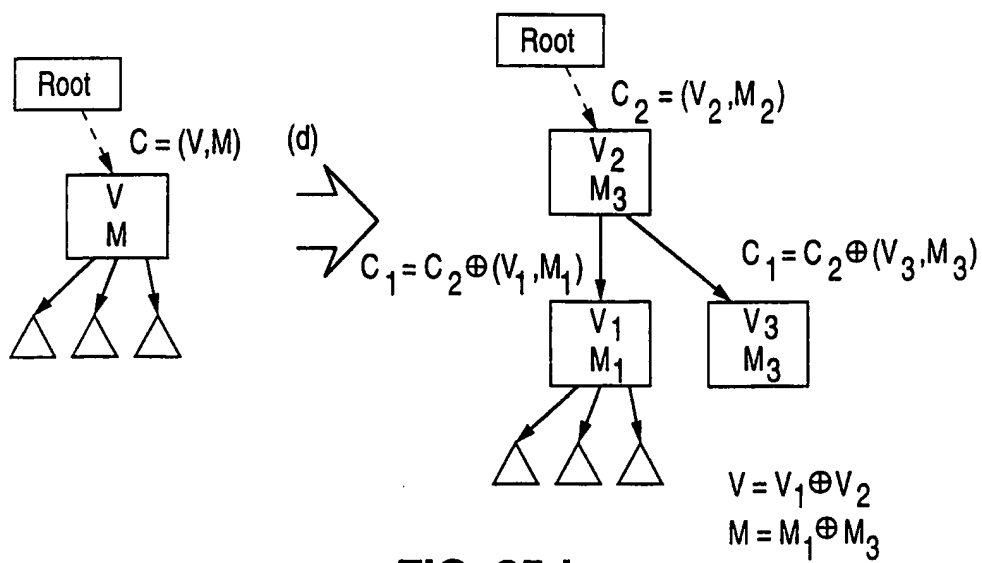 Root
C = (V,M)
V
M
(d)
Root
C₂ = (V₂,M₂)
V₂
M₃
C₁ = C₂ ⊕ (V₁,M₁)
C₁ = C₂ ⊕ (V₃,M₃)
V₁
M₁
V₃
M₃
V = V₁ ⊕ V₂
M = M₁ ⊕ M₃